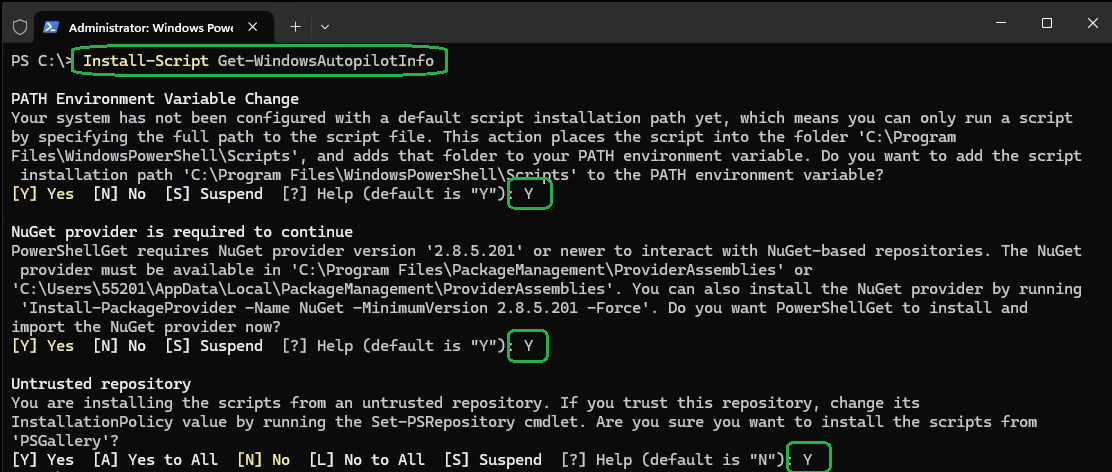 Administrator: Windows Powe
PS C:\> Install-Script Get-WindowsAutopilotInfo
PATH Environment Variable Change
Your system has not been configured with a default script installation path yet, which means you can only run a script
by specifying the full path to the script file. This action places the script into the folder 'C:\Program
Files\WindowsPowerShell\Scripts', and adds that folder to your PATH environment variable. Do you want to add the script
installation path 'C:\Program Files\WindowsPowerShell\Scripts' to the PATH environment variable?
[Y] Yes [N] No [S] Suspend [?] Help (default is "Y"): Y
NuGet provider is required to continue
PowerShellGet requires NuGet provider version '2.8.5.201' or newer to interact with NuGet-based repositories. The NuGet
provider must be available in 'C:\Program Files\PackageManagement\ProviderAssemblies' or
'C:\Users\55201\AppData\Local\PackageManagement\ProviderAssemblies'. You can also install the NuGet provider by running
'Install-PackageProvider -Name NuGet -MinimumVersion 2.8.5.201 -Force'. Do you want PowerShellGet to install and
import the NuGet provider now?
[Y] Yes [N] No [S] Suspend [?] Help (default is "Y"): Y
Untrusted repository
You are installing the scripts from an untrusted repository. If you trust this repository, change its
InstallationPolicy value by running the Set-PSRepository cmdlet. Are you sure you want to install the scripts from
'PSGallery'?
[Y] Yes [A] Yes to All [N] No [L] No to All [S] Suspend [?] Help (default is "N"): Y